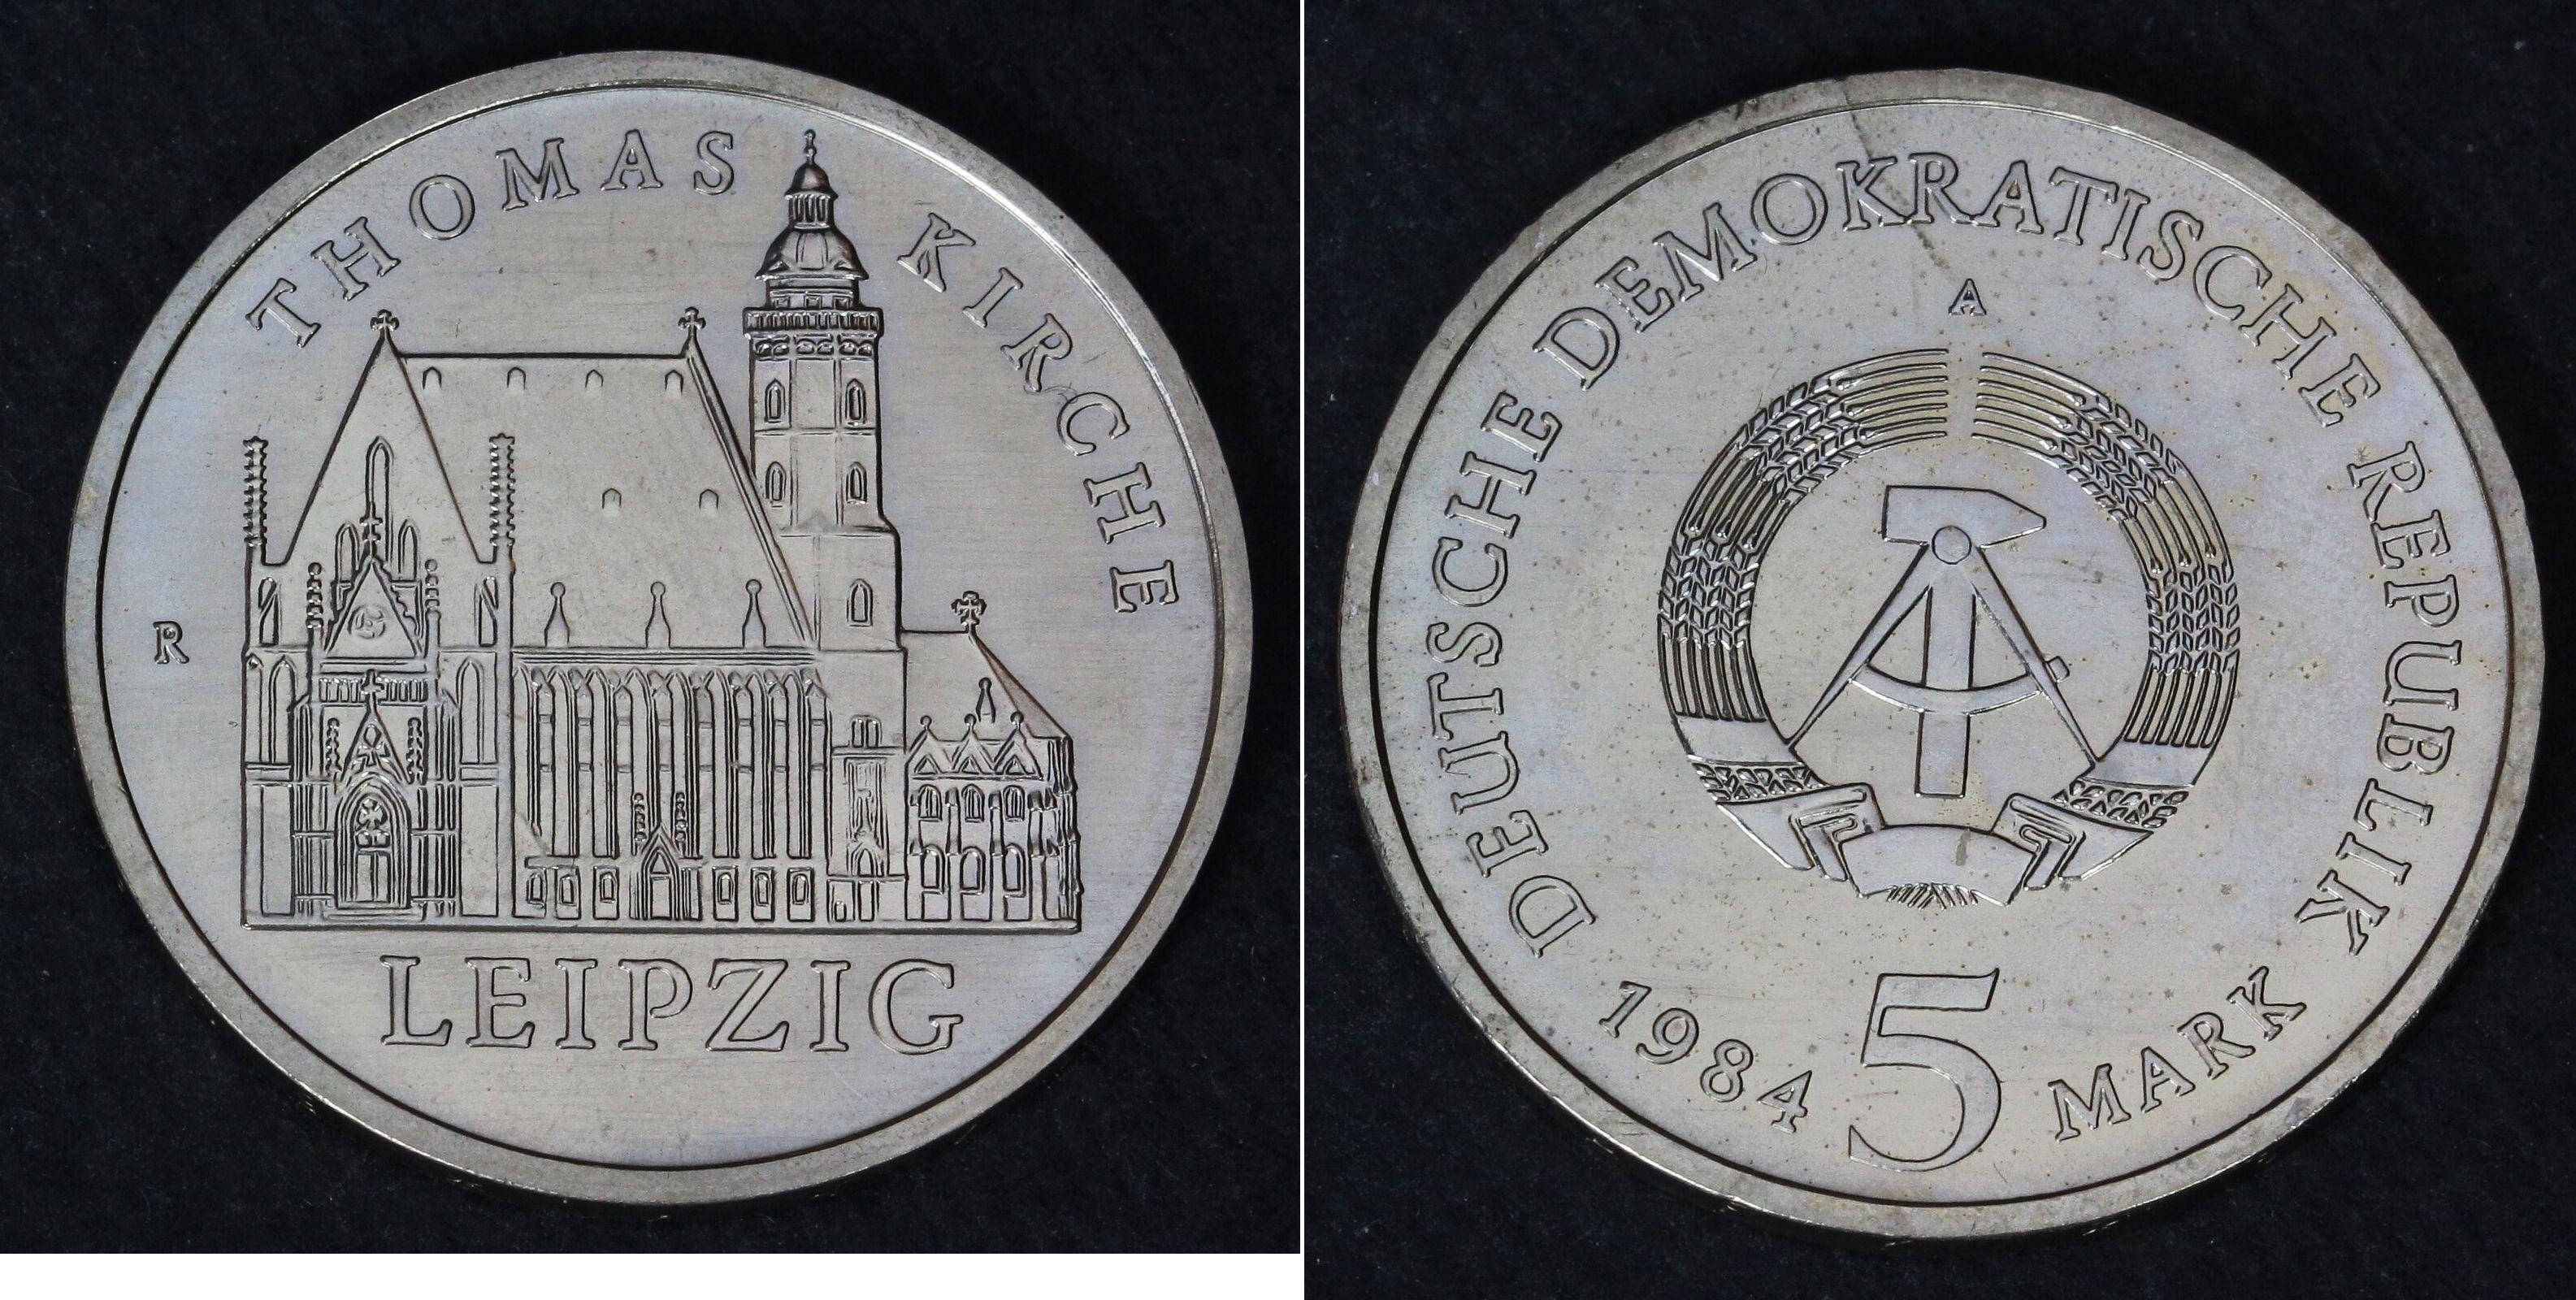 THOMAS KIRCHE
R
LEIPZIG
DEUTSCHE DEMOKRATISCHE REPUBLIK
A
1984 5 MARK